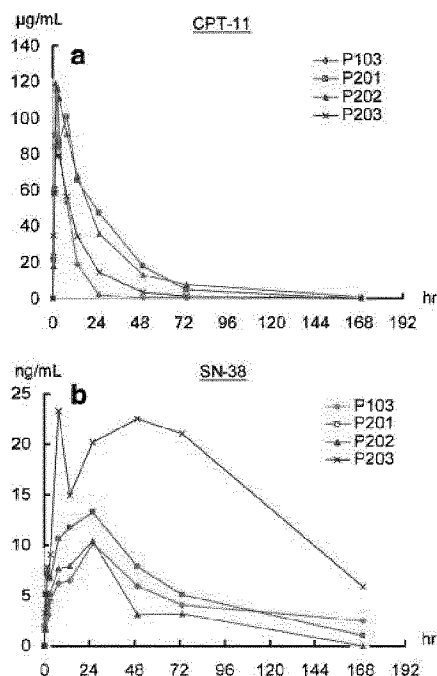 µg/mL
CPT-11
140
a
120
P103
P201
100
P202
P203
80
60
40
20
0
hr
0 24 48 72 96 120 144 168 192
ng/mL
b
SN-38
25
P103
P201
20
P202
P203
15
10
5
0
hr
0 24 48 72 96 120 144 168 192